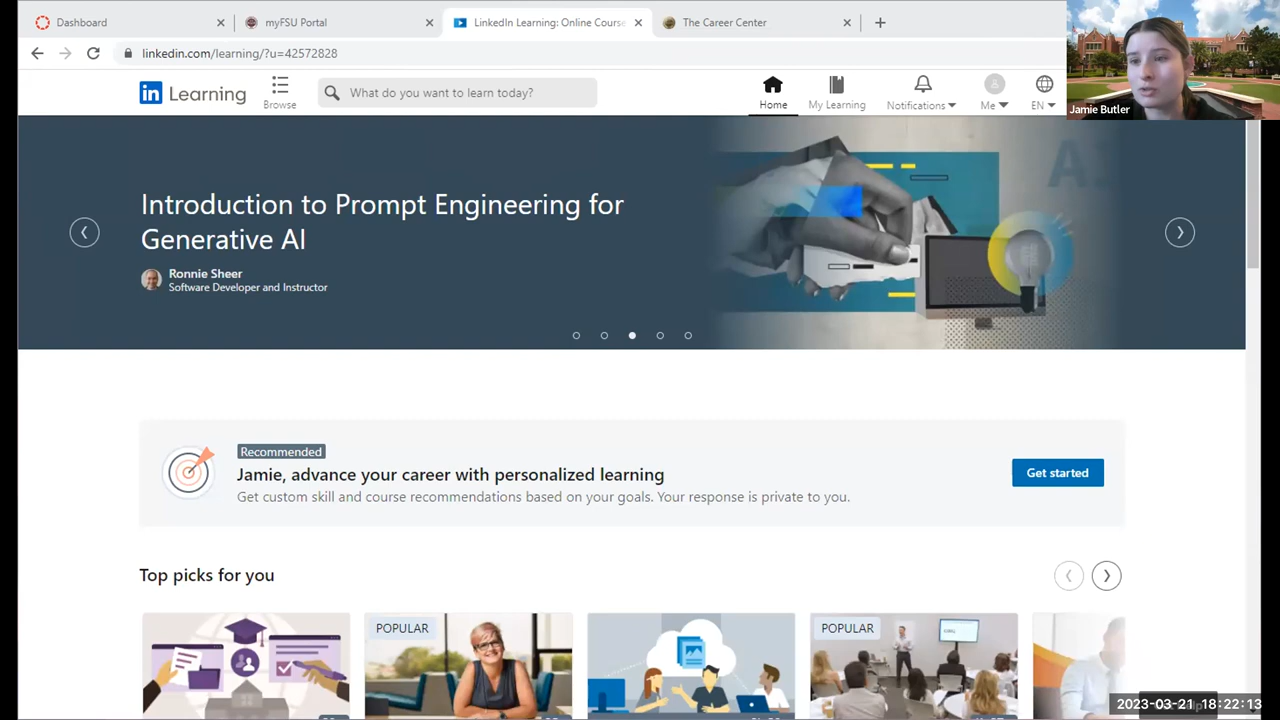 Dashboard
myFSU Portal
LinkedIn Learning: Online Course
The Career Center
linkedin.com/learning/?u=42572828
in Learning
Browse
What do you want to learn today?
Home
My Learning
Notifications
Me
EN
Jamie Butler
AI
Introduction to Prompt Engineering for
Generative AI
Ronnie Sheer
Software Developer and Instructor
Recommended
Jamie, advance your career with personalized learning
Get custom skill and course recommendations based on your goals. Your response is private to you.
Get started
Top picks for you
POPULAR
POPULAR
2023-03-21 18:22:13